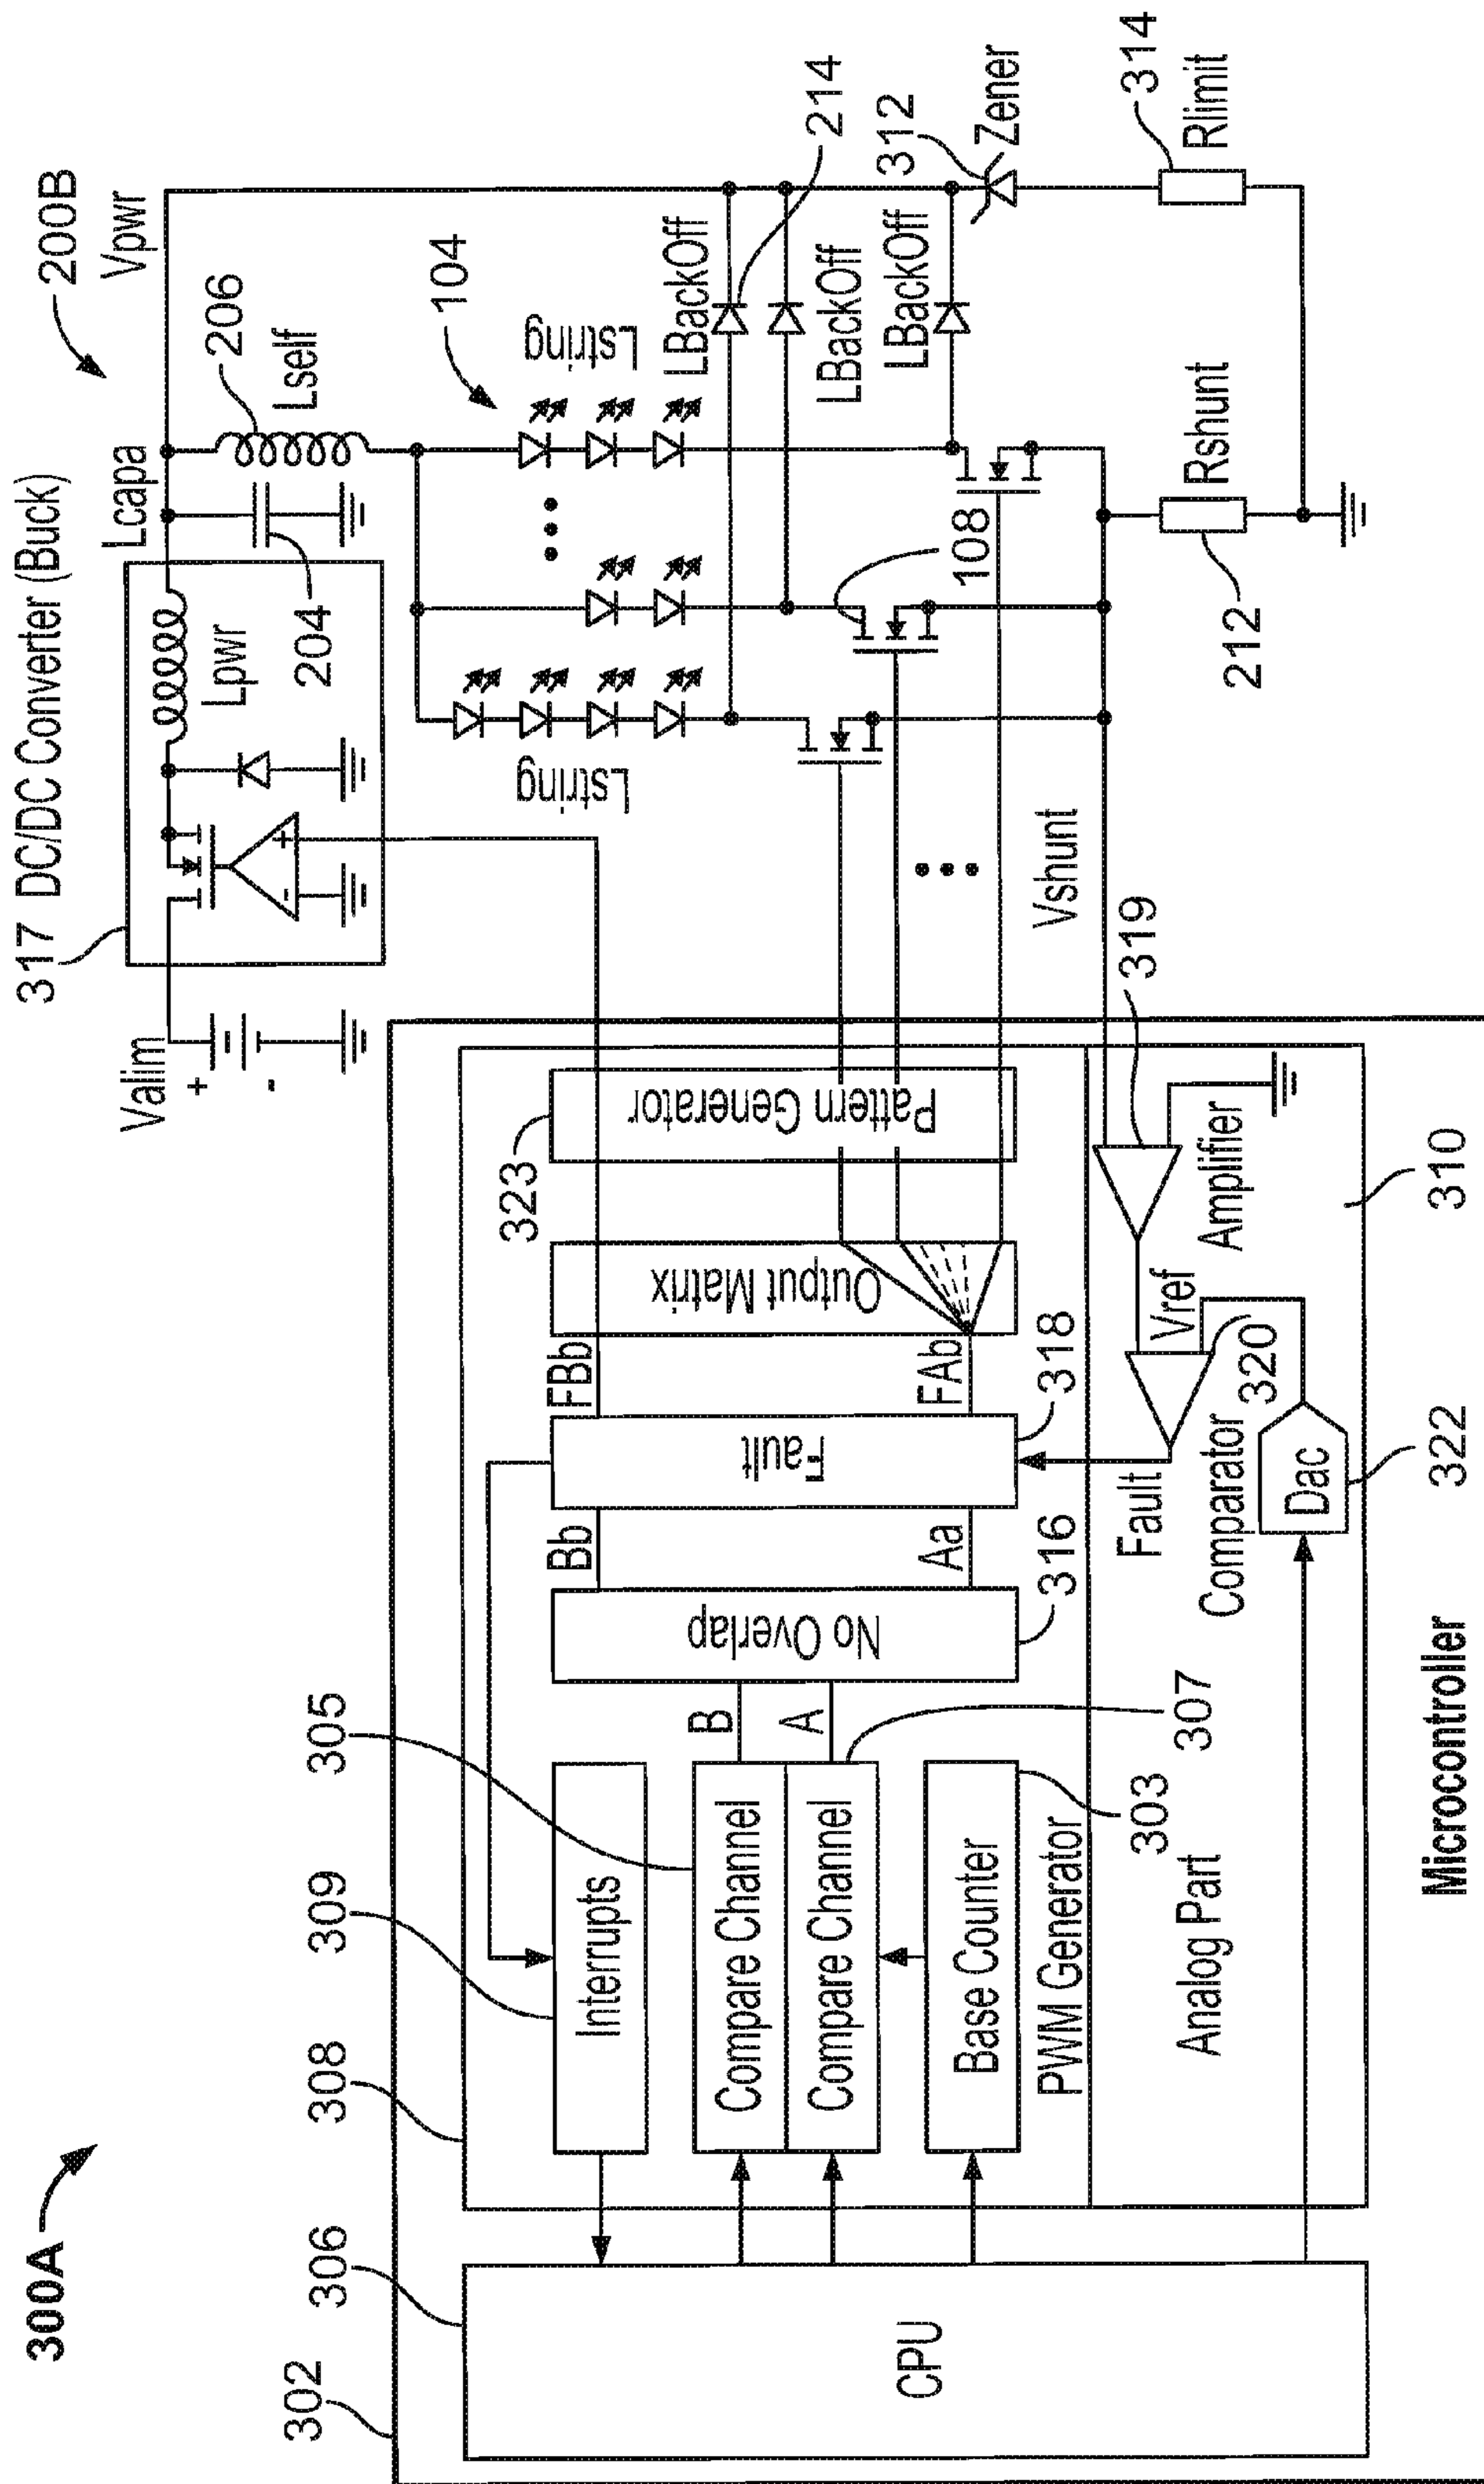 300A
302
306
308
309
305
CPU
Interrupts
Compare Channel
Compare Channel
Base Counter
303
307
PWM Generator
Analog Part
Microcontroller
B
A
No Overlap
316
Bb
Aa
Fault
318
FBb
FAb
Output Matrix
323
Pattern Generator
Fault
Comparator
320
Vref
Dac
322
Amplifier
319
310
Vshunt
Valim
+
-
317 DC/DC Converter (Buck)
-
+
Lpwr
204
Lcapa
206
Lself
Vpwr
200B
Lstring
Lstring
104
LBackOff
LBackOff
LBackOff
214
108
312
Zener
314
Rlimit
212
Rshunt